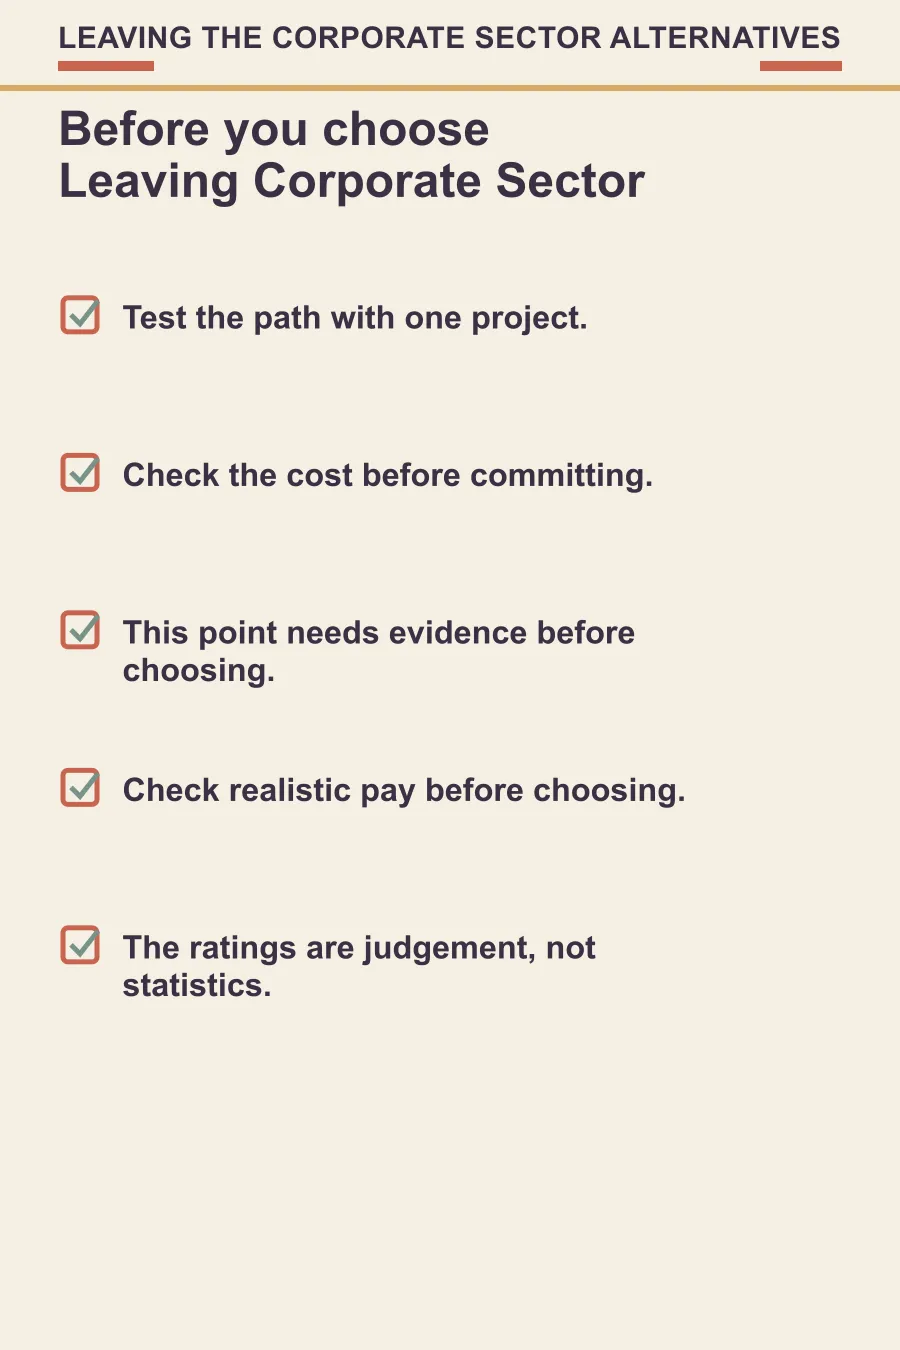 LEAVING THE CORPORATE SECTOR ALTERNATIVES
Before you choose
Leaving Corporate Sector
Test the path with one project.
Check the cost before committing.
This point needs evidence before
choosing.
Check realistic pay before choosing.
The ratings are judgement, not
statistics.